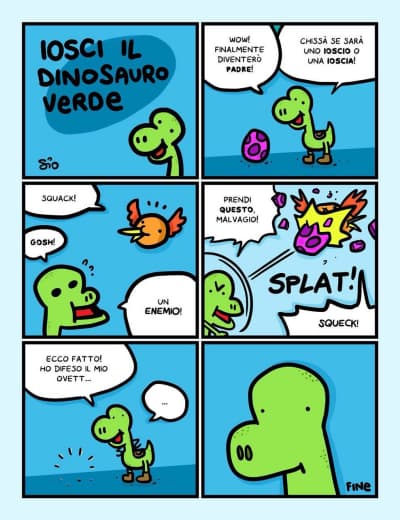 IOSCI IL
DINOSAURO
VERDE
Sio
WOW!
FINALMENTE
DIVENTERÒ
PADRE!
CHISSÀ SE SARÀ
UNO IOSCIO O
UNA IOSCIA!
SQUACK!
GOSH!
UN
ENEMIO!
PRENDI
QUESTO,
MALVAGIO!
SPLAT!
SQUECK!
ECCO FATTO!
HO DIFESO IL MIO
OVETT...
...
FINE